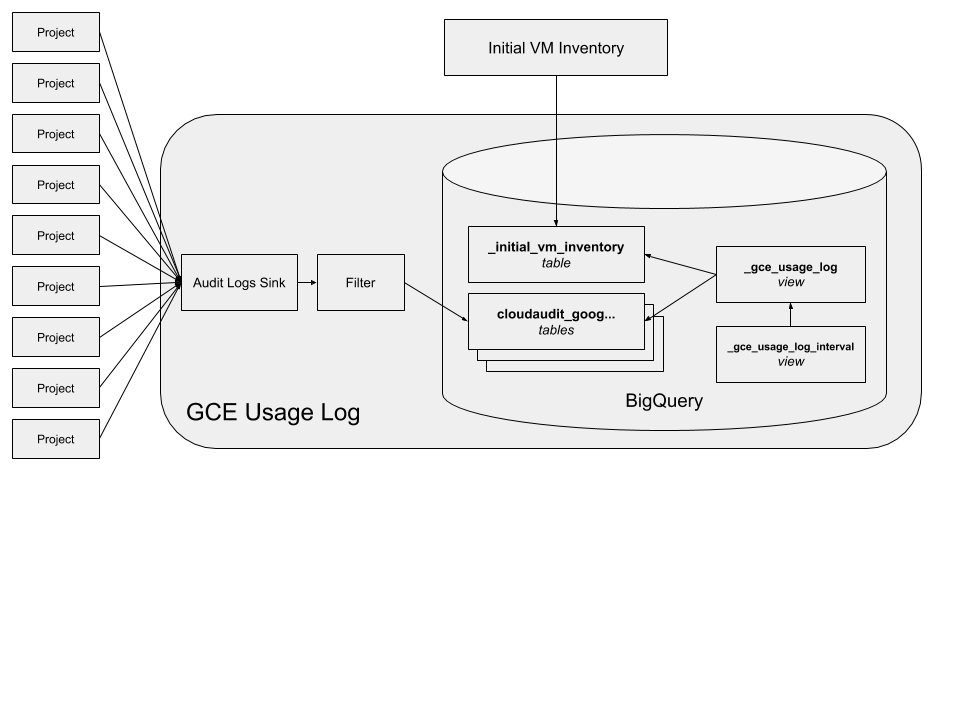 Project
Project
Project
Project
Project
Project
Project
Project
Project
Initial VM Inventory
Audit Logs Sink
Filter
_initial_vm_inventory
table
cloudaudit_goog...
tables
_gce_usage_log
view
_gce_usage_log_interval
view
BigQuery
GCE Usage Log